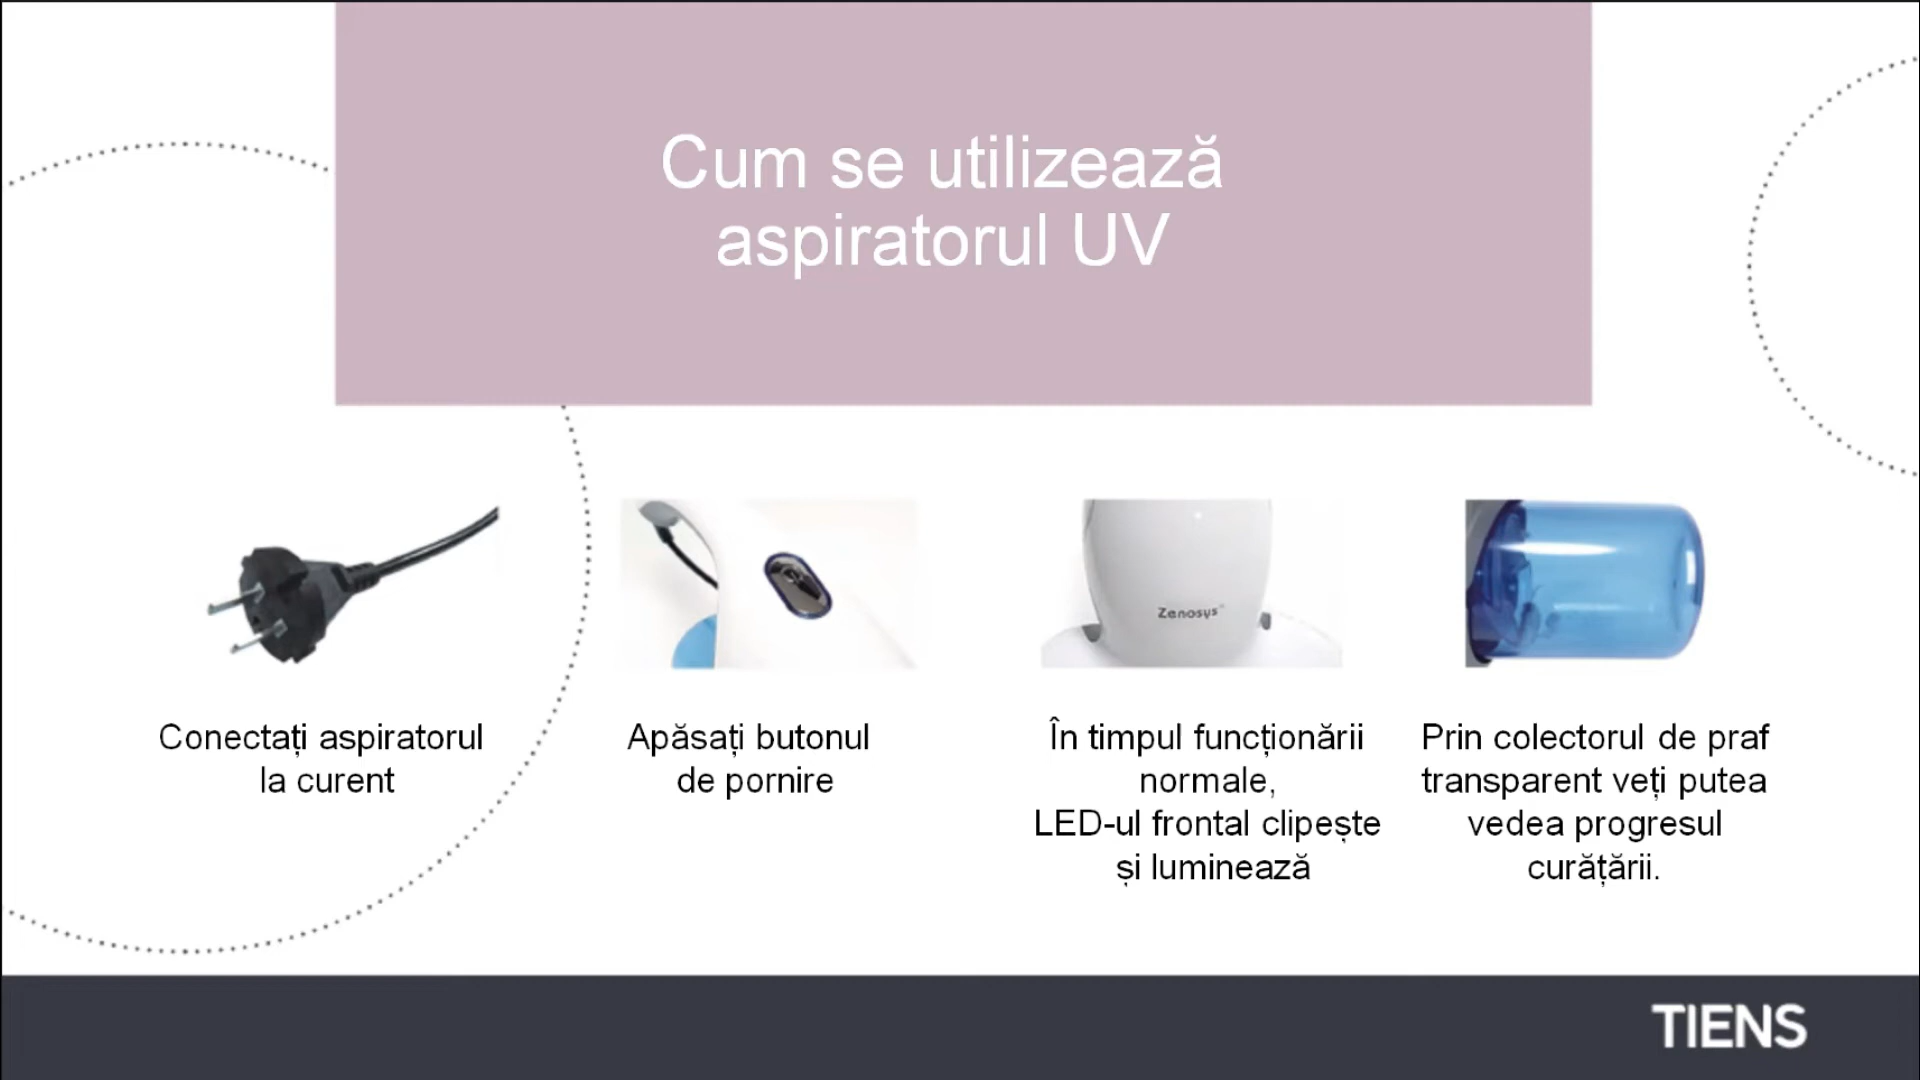 Cum se utilizează
aspiratorul UV
Zenosys
Conectați aspiratorul
la curent
Apăsați butonul
de pornire
În timpul funcționării
normale,
LED-ul frontal clipește
și luminează
Prin colectorul de praf
transparent veți putea
vedea progresul
curățării.
TIENS